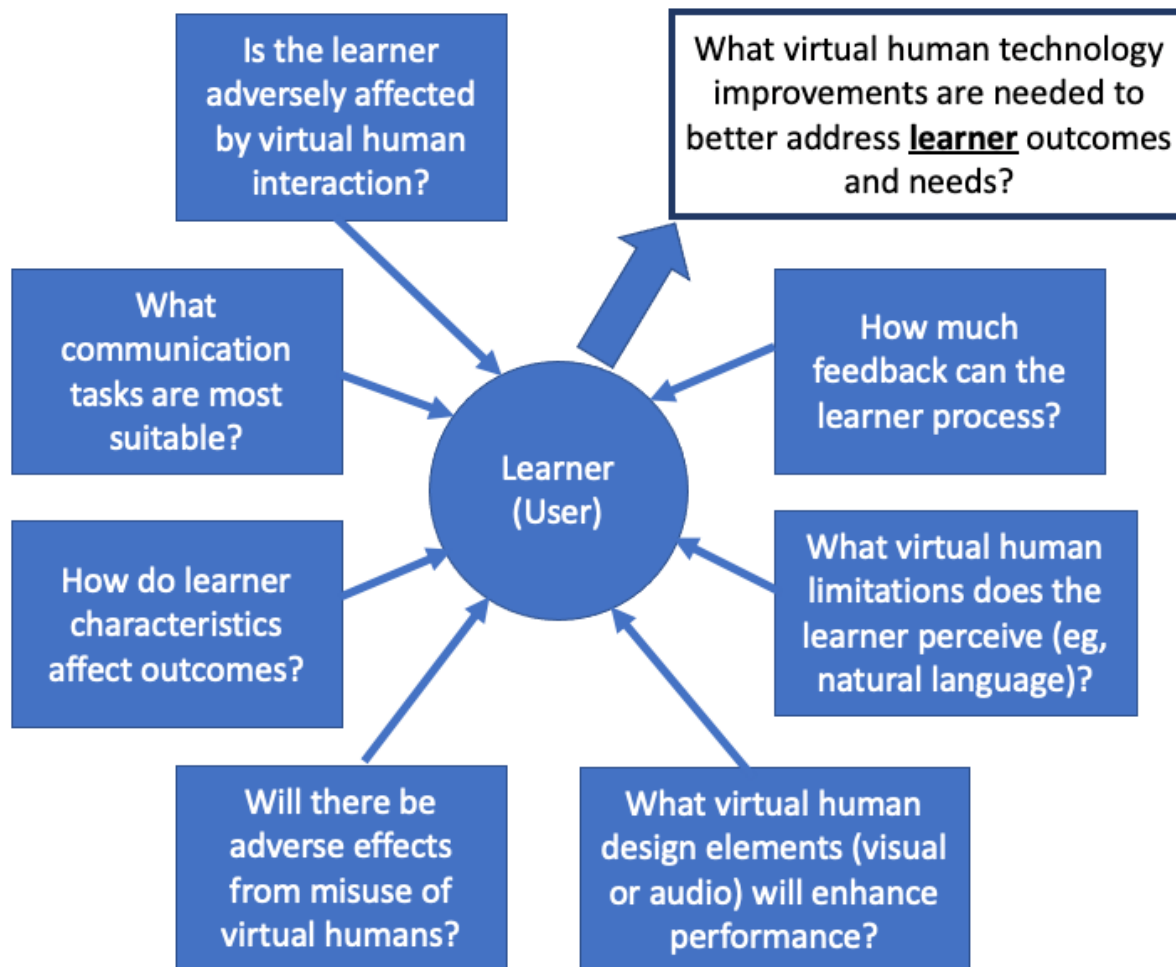 Is the learner
adversely affected
by virtual human
interaction?
What virtual human technology
improvements are needed to
better address learner outcomes
and needs?
What
communication
tasks are most
suitable?
How much
feedback can the
learner process?
Learner
(User)
How do learner
characteristics
affect outcomes?
What virtual human
limitations does the
learner perceive (eg,
natural language)?
Will there be
adverse effects
from misuse of
virtual humans?
What virtual human
design elements (visual
or audio) will enhance
performance?